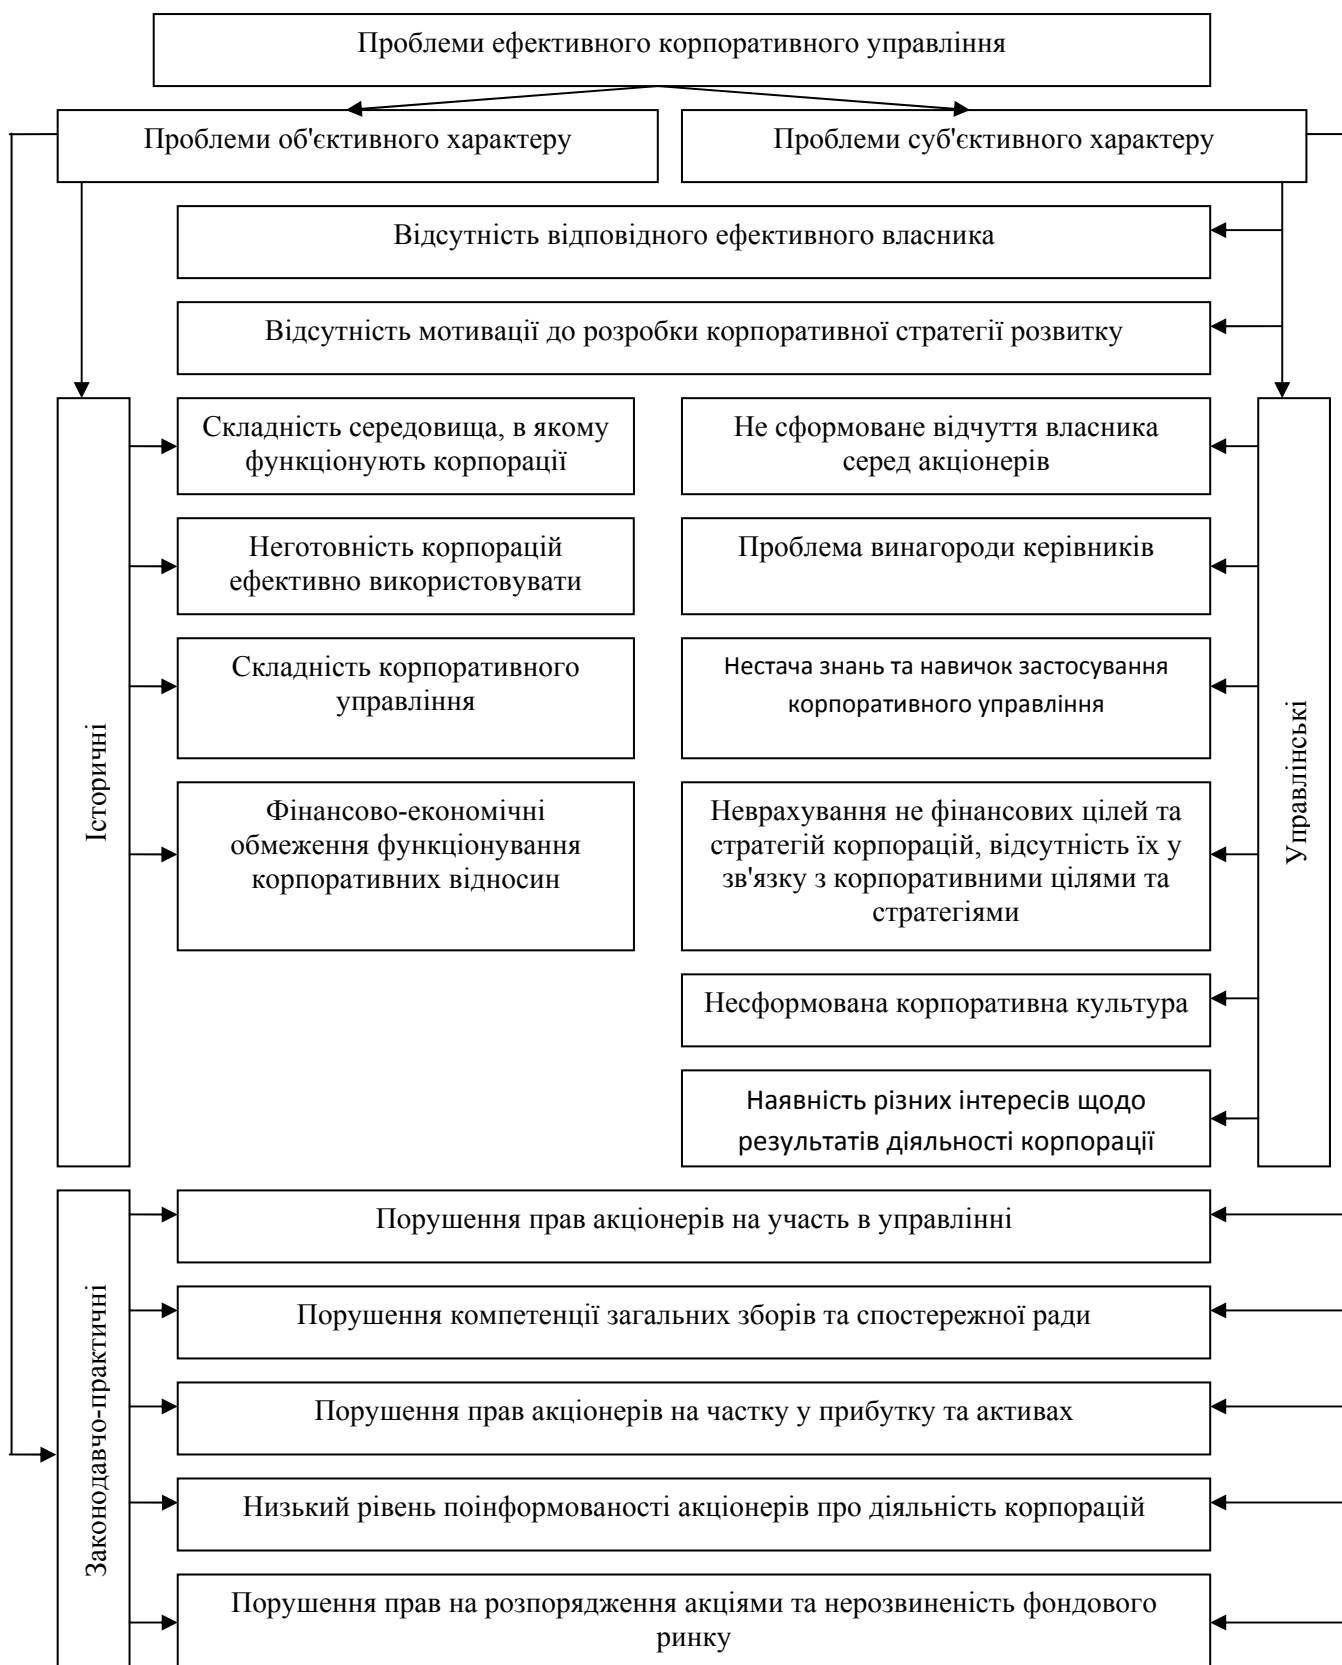 Проблеми ефективного корпоративного управління
Проблеми об'єктивного характеру
Проблеми суб'єктивного характеру
Відсутність відповідного ефективного власника
Відсутність мотивації до розробки корпоративної стратегії розвитку
Історичні
Складність середовища, в якому
функціонують корпорації
Неготовність корпорацій
ефективно використовувати
Складність корпоративного
управління
Фінансово-економічні
обмеження функціонування
корпоративних відносин
Не сформоване відчуття власника
серед акціонерів
Проблема винагороди керівників
Нестача знань та навичок застосування
корпоративного управління
Неврахування не фінансових цілей та
стратегій корпорацій, відсутність їх у
зв'язку з корпоративними цілями та
стратегіями
Несформована корпоративна культура
Наявність різних інтересів щодо
результатів діяльності корпорації
Управлінські
Законодавчо-практичні
Порушення прав акціонерів на участь в управлінні
Порушення компетенції загальних зборів та спостережної ради
Порушення прав акціонерів на частку у прибутку та активах
Низький рівень поінформованості акціонерів про діяльність корпорацій
Порушення прав на розпорядження акціями та нерозвиненість фондового
ринку